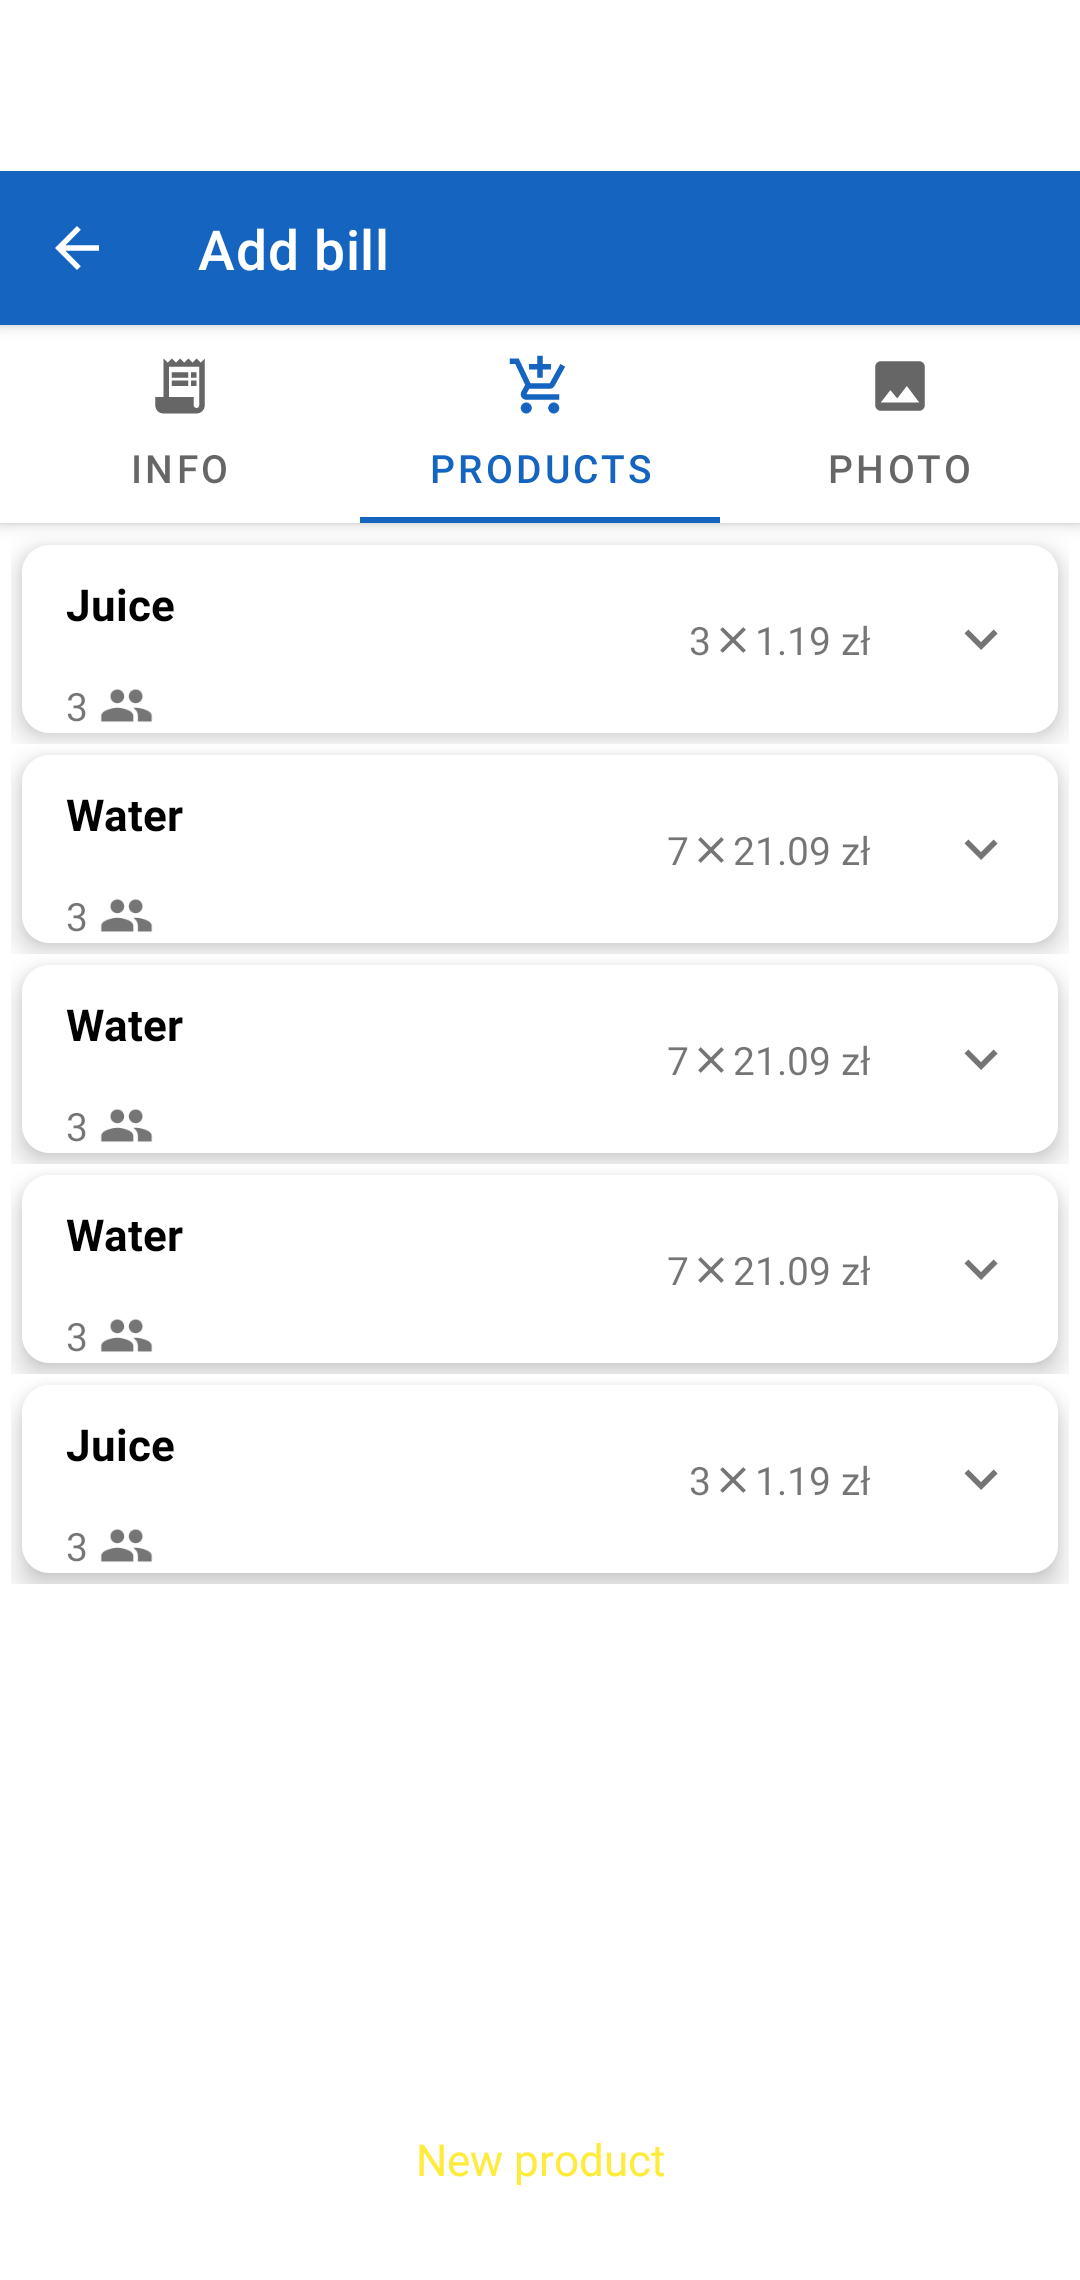 Add bill
INFO
PRODUCTS
PHOTO
Juice
3×1.19 zł
3
Water
7×21.09 zł
3
Water
7×21.09 zł
3
Water
7×21.09 zł
3
Juice
3×1.19 zł
3
New product